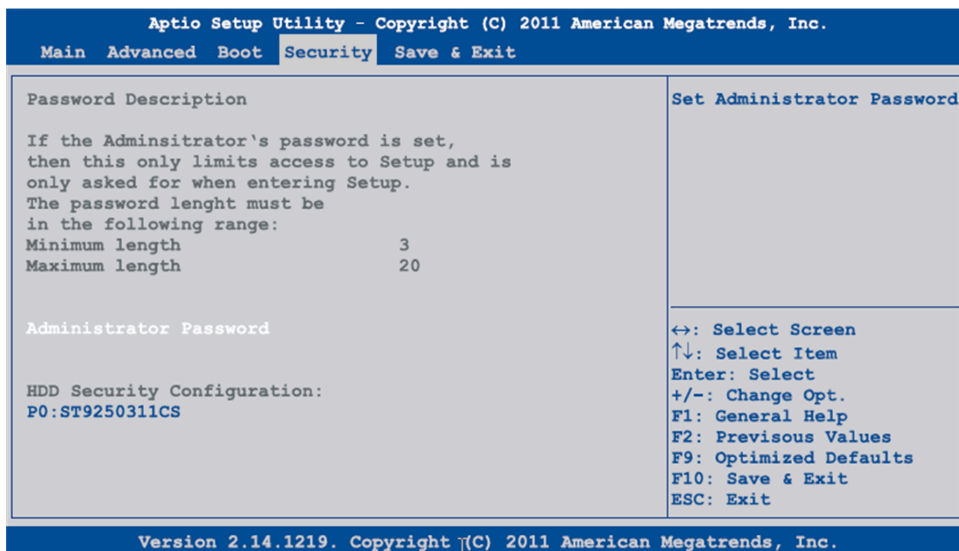 Aptio Setup Utility - Copyright (C) 2011 American Megatrends, Inc.
Main Advanced Boot Security Save & Exit
Password Description
If the Adminsitrator‘s password is set,
then this only limits access to Setup and is
only asked for when entering Setup.
The password lenght must be
in the following range:
Minimum length 3
Maximum length 20
Administrator Password
HDD Security Configuration:
P0:ST9250311CS
Set Administrator Password
↔: Select Screen
↑↓: Select Item
Enter: Select
+/-: Change Opt.
F1: General Help
F2: Previsous Values
F9: Optimized Defaults
F10: Save & Exit
ESC: Exit
Version 2.14.1219. Copyright (C) 2011 American Megatrends, Inc.